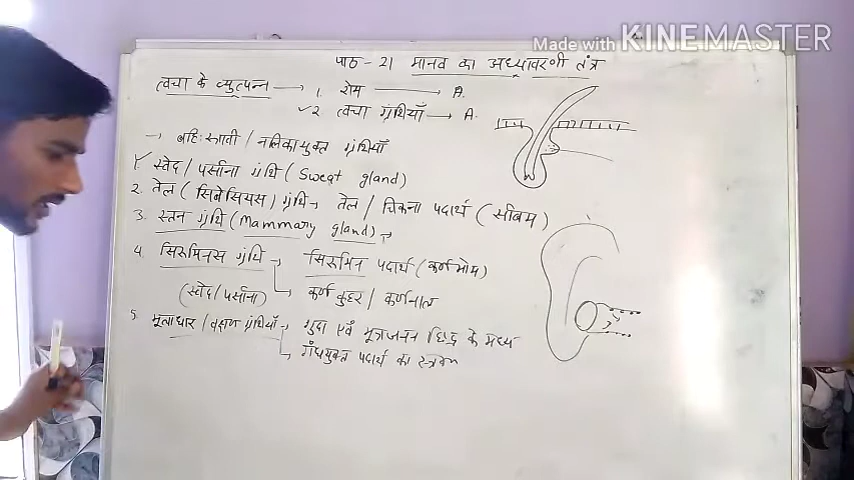 Made with KINEMASTER
पाठ - 21 मानव का अध्यावरणी तंत्र
त्वचा के व्युत्पन्न → 1. रोम → A.
✓2. त्वचा ग्रंथियाँ → A.
→ बहिःस्त्रावी / नलिकायुक्त ग्रंथियाँ
1. स्वेद / पसीना ग्रंथि (Sweat gland)
2. तेल (सिबेसियस) ग्रंथि → तेल / चिकना पदार्थ (सीबम)
3. स्तन ग्रंथि (Mammary gland) →
4. सिरूमिनस ग्रंथि → सिरूमिन पदार्थ (कर्णमोम)
(स्वेद/पसीना) → कर्ण कुहर / कर्णनाल
5. मूलाधार / वंक्षण ग्रंथियाँ → गुदा एवं मूत्रजनन छिद्र के मध्य
→ गंधयुक्त पदार्थ का स्त्रवण